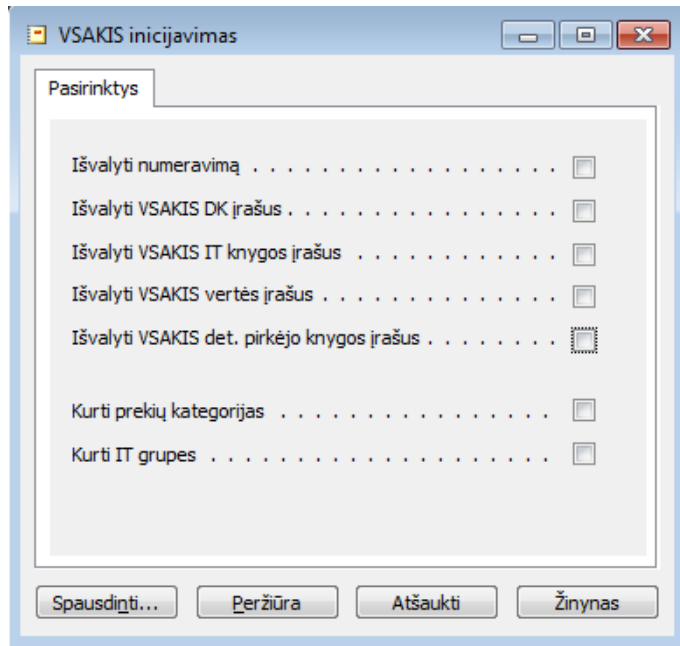 VSAKIS inicijavimas
Pasirinktys
Išvalyti numeravimą . . . . . . . . . . . . . . . . . . .
Išvalyti VSAKIS DK įrašus . . . . . . . . . . . . . . . .
Išvalyti VSAKIS IT knygos įrašus . . . . . . . . . . . .
Išvalyti VSAKIS vertės įrašus . . . . . . . . . . . . . .
Išvalyti VSAKIS det. pirkėjo knygos įrašus . . . . . . . .
Kurti prekių kategorijas . . . . . . . . . . . . . . . .
Kurti IT grupes . . . . . . . . . . . . . . . . . . . . .
Spausdinti... Peržiūra Atšaukti Žinynas